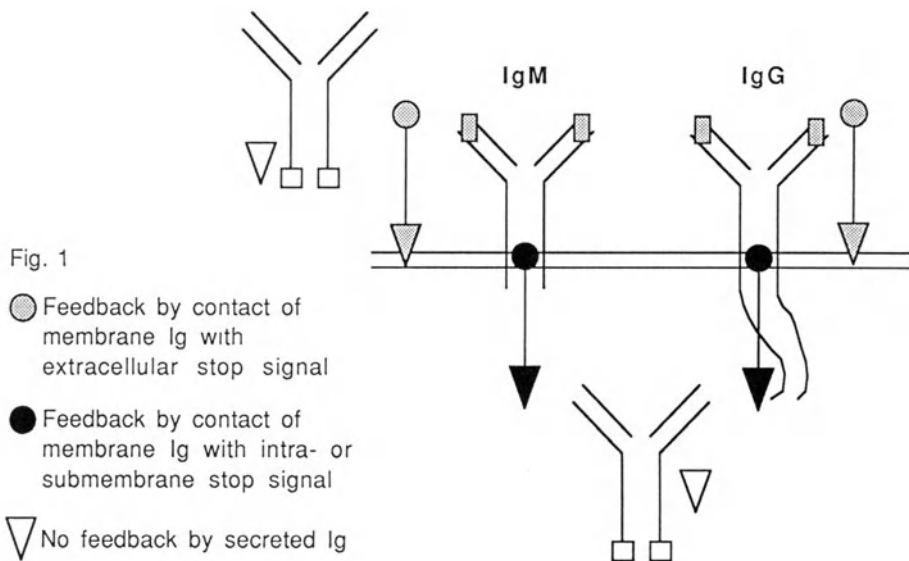 IgM
IgG
Fig. 1
Feedback by contact of
membrane Ig with
extracellular stop signal
Feedback by contact of
membrane Ig with intra- or
submembrane stop signal
No feedback by secreted Ig